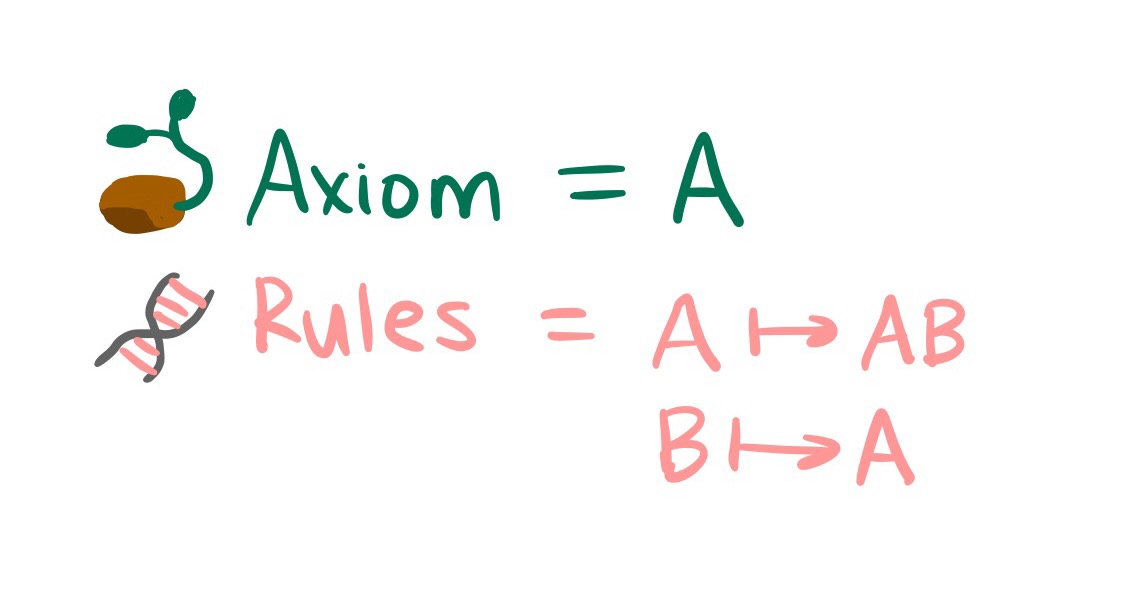 Axiom = A
Rules = A ↦ AB
B ↦ A